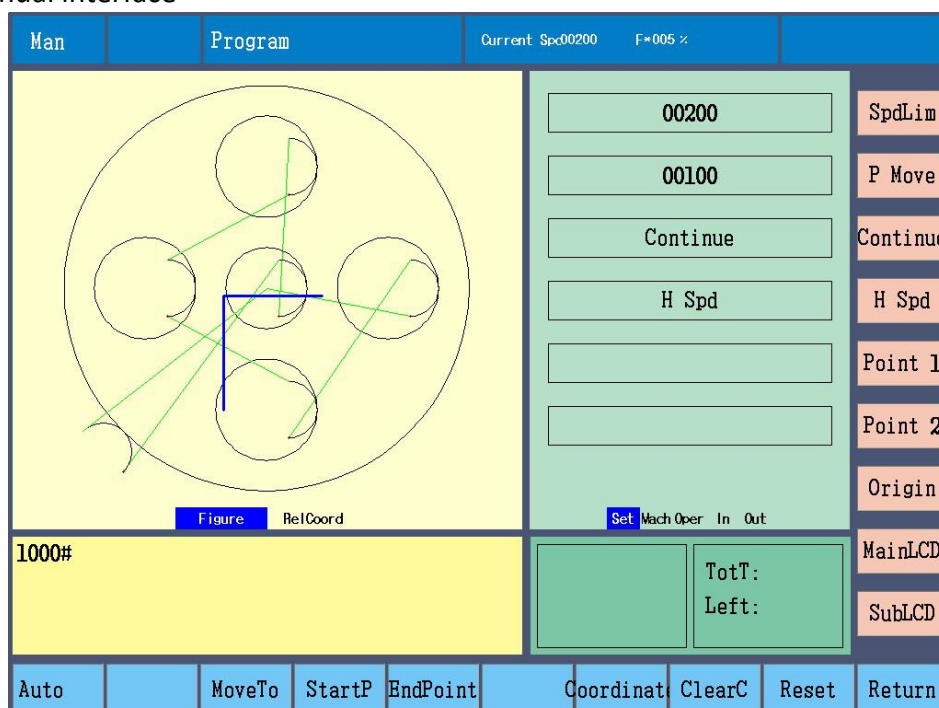 Man Program Current Spd00200 F*005 %
00200
00100
Continue
H Spd
SpdLim
P Move
Continue
H Spd
Point 1
Point 2
Origin
MainLCD
SubLCD
Figure RelCoord
Set Mach Oper In Out
1000#
TotT:
Left:
Auto MoveTo StartP EndPoint Coordinat ClearC Reset Return